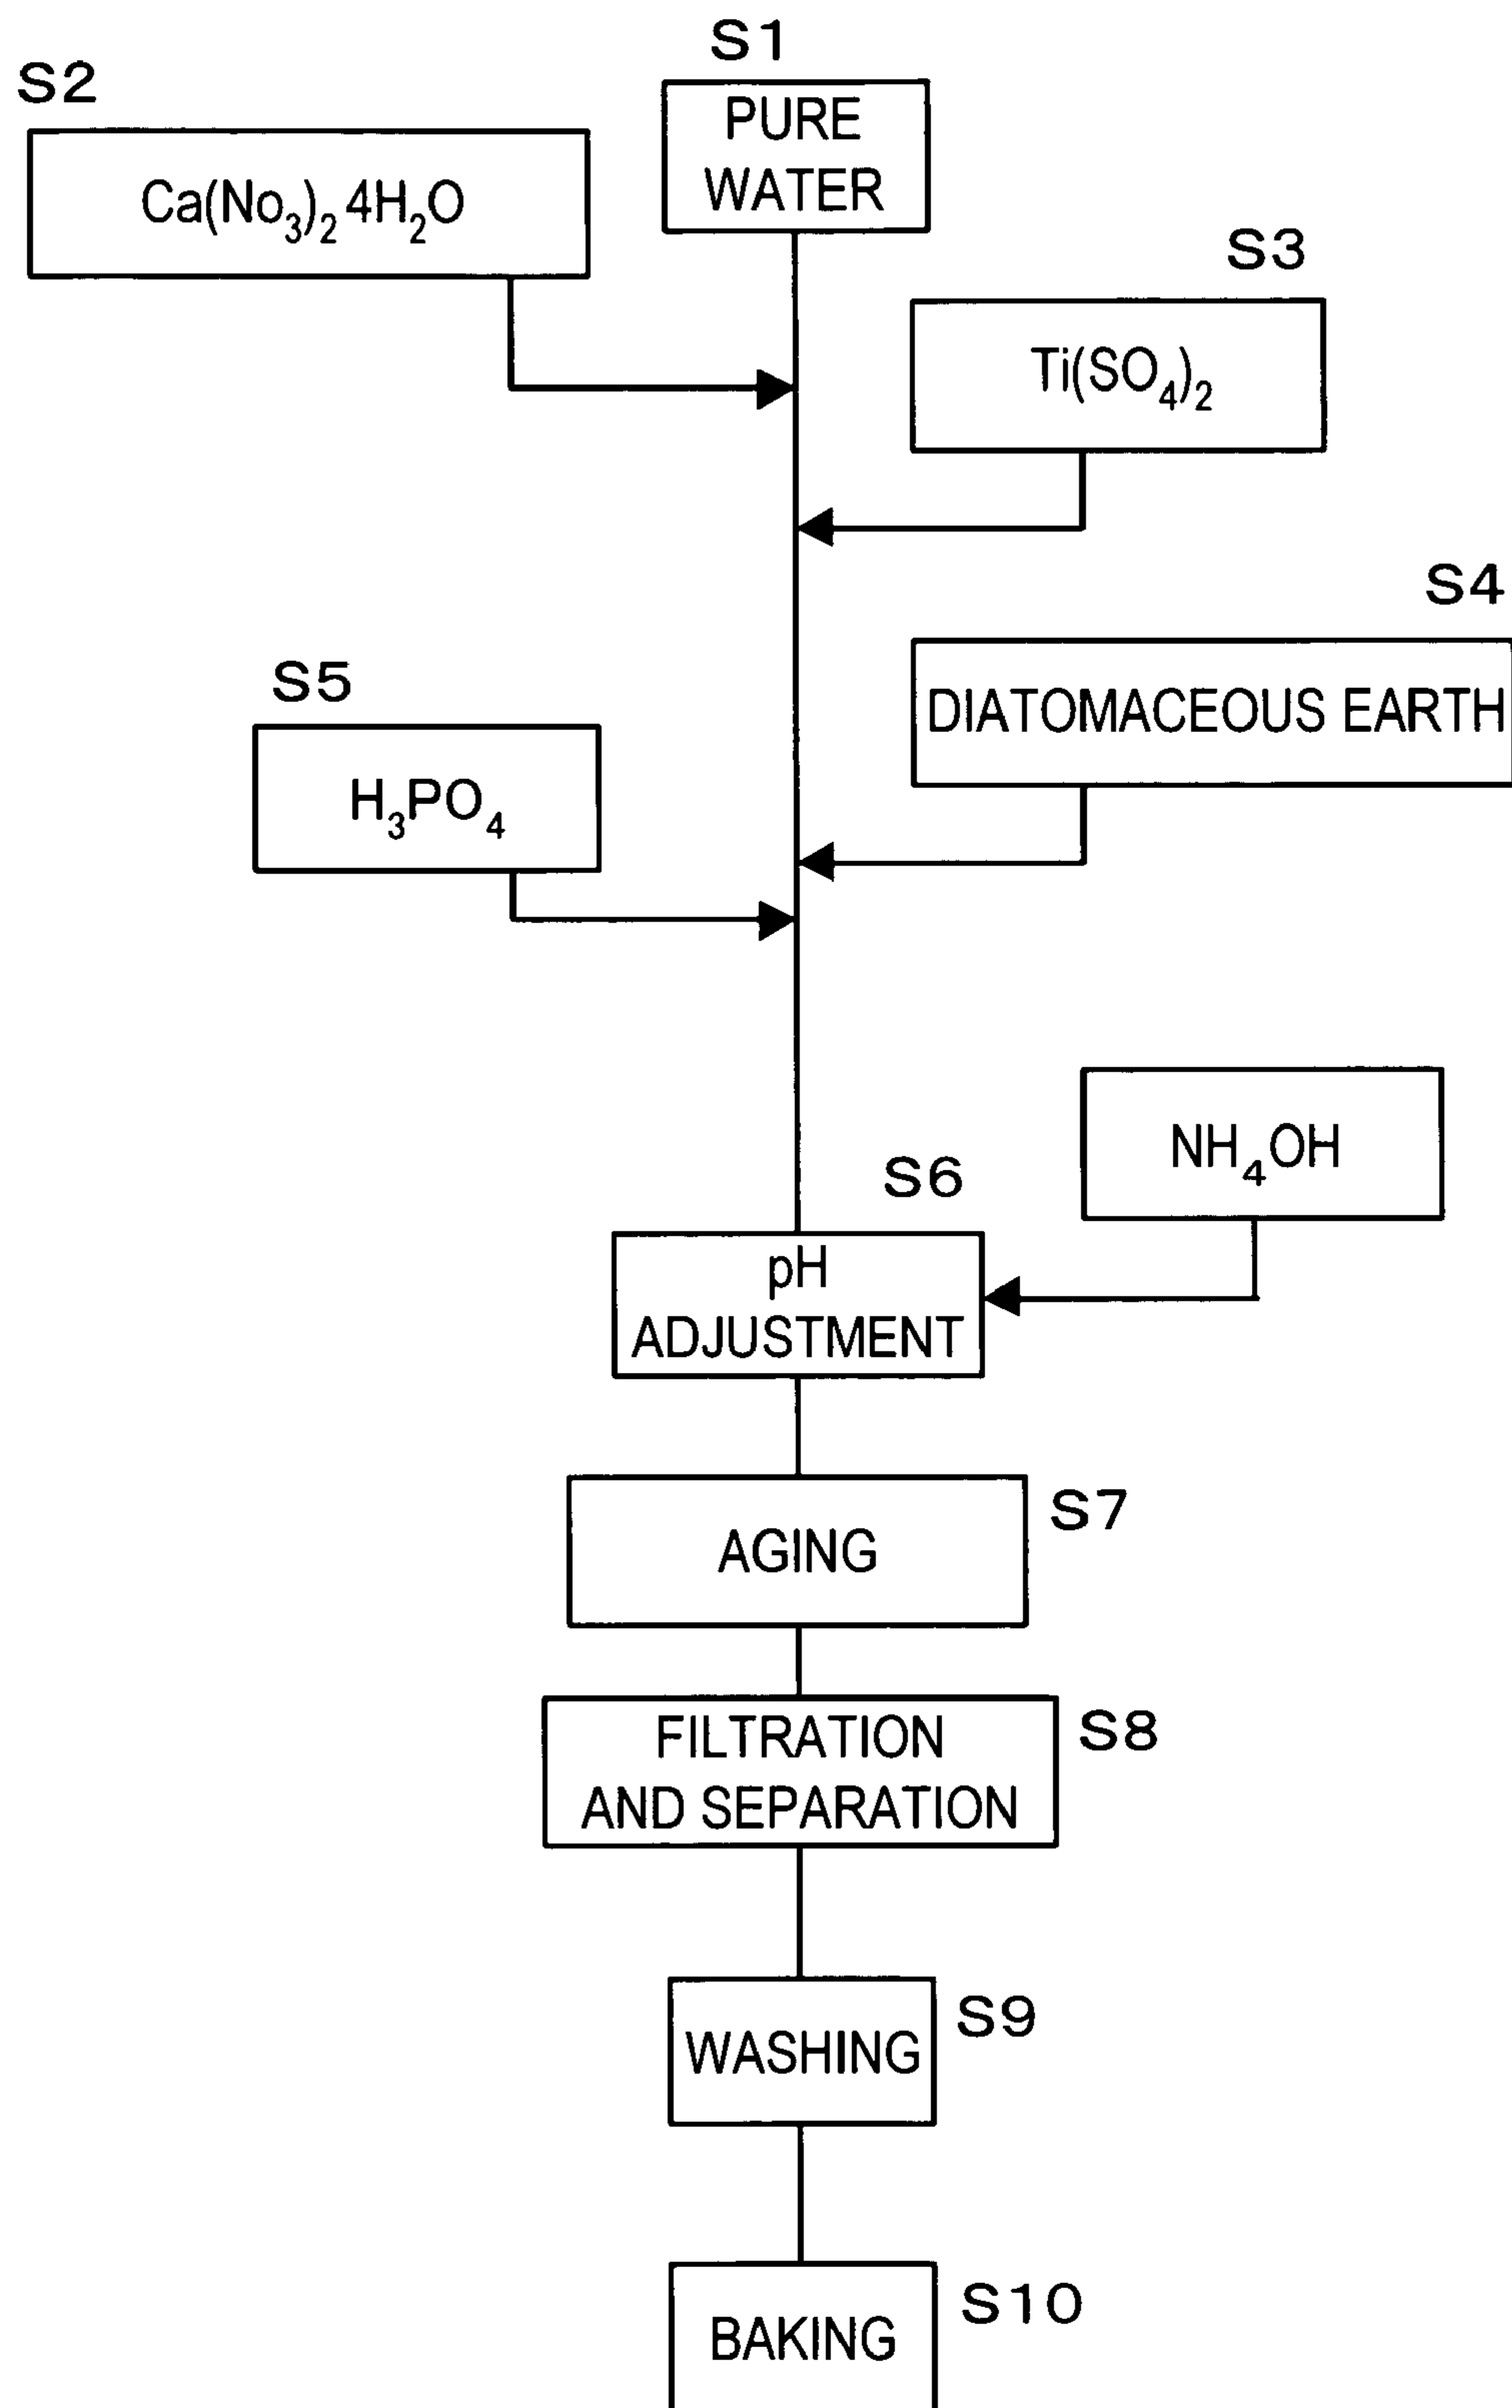 S1
PURE
WATER
S2
Ca(No₃)₂ 4H₂O
S3
Ti(SO₄)₂
S4
DIATOMACEOUS EARTH
S5
H₃PO₄
NH₄OH
S6
pH
ADJUSTMENT
S7
AGING
S8
FILTRATION
AND SEPARATION
S9
WASHING
S10
BAKING